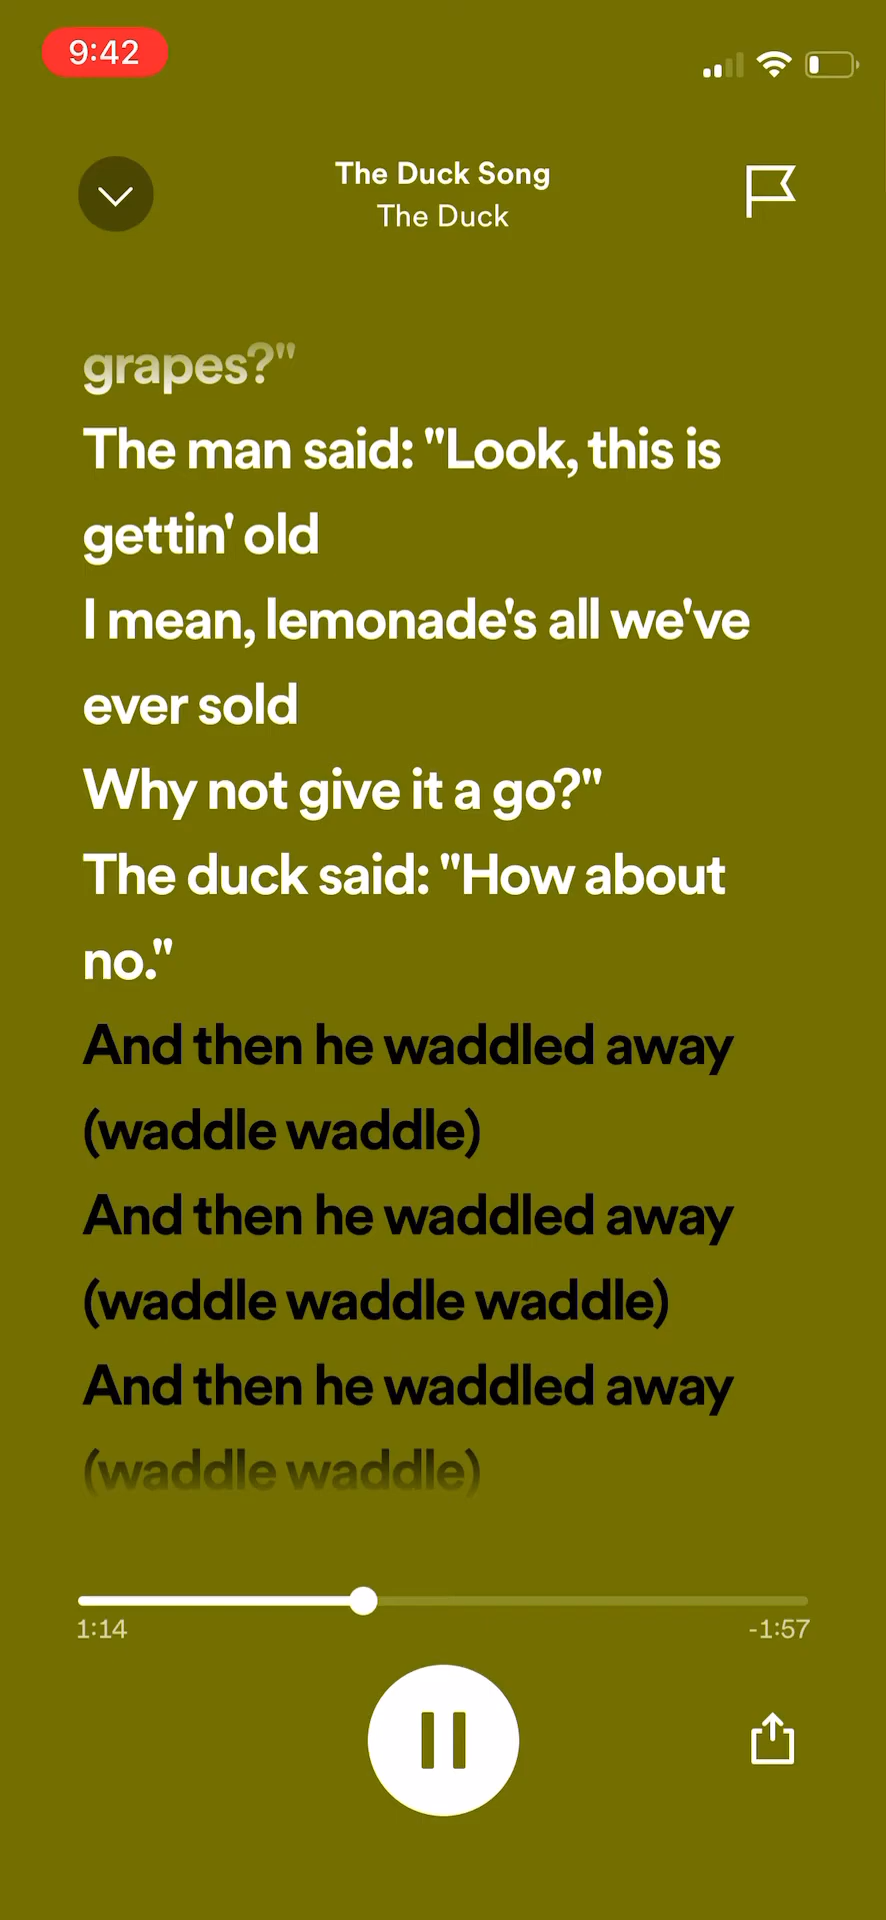 9:42
The Duck Song
The Duck
grapes?"
The man said: "Look, this is
gettin' old
I mean, lemonade's all we've
ever sold
Why not give it a go?"
The duck said: "How about
no."
And then he waddled away
(waddle waddle)
And then he waddled away
(waddle waddle waddle)
And then he waddled away
(waddle waddle)
1:14
-1:57